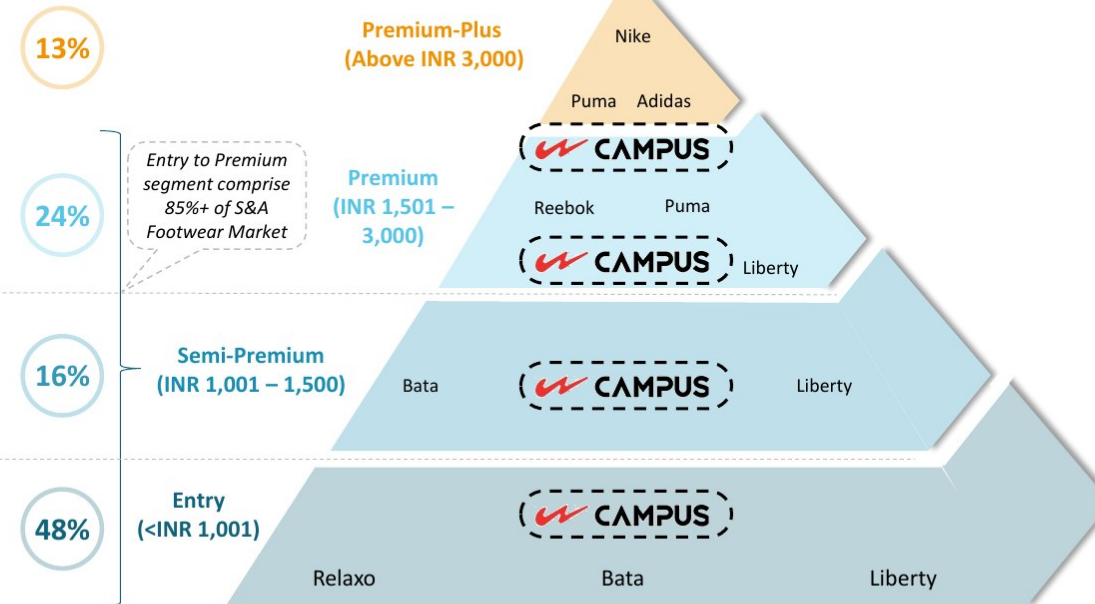 13%
Premium-Plus
(Above INR 3,000)
Nike
Puma Adidas
CAMPUS
Entry to Premium
segment comprise
85%+ of S&A
Footwear Market
24%
Premium
(INR 1,501 –
3,000)
Reebok Puma
CAMPUS
Liberty
16%
Semi-Premium
(INR 1,001 – 1,500)
Bata
CAMPUS
Liberty
48%
Entry
(<INR 1,001)
CAMPUS
Relaxo Bata Liberty